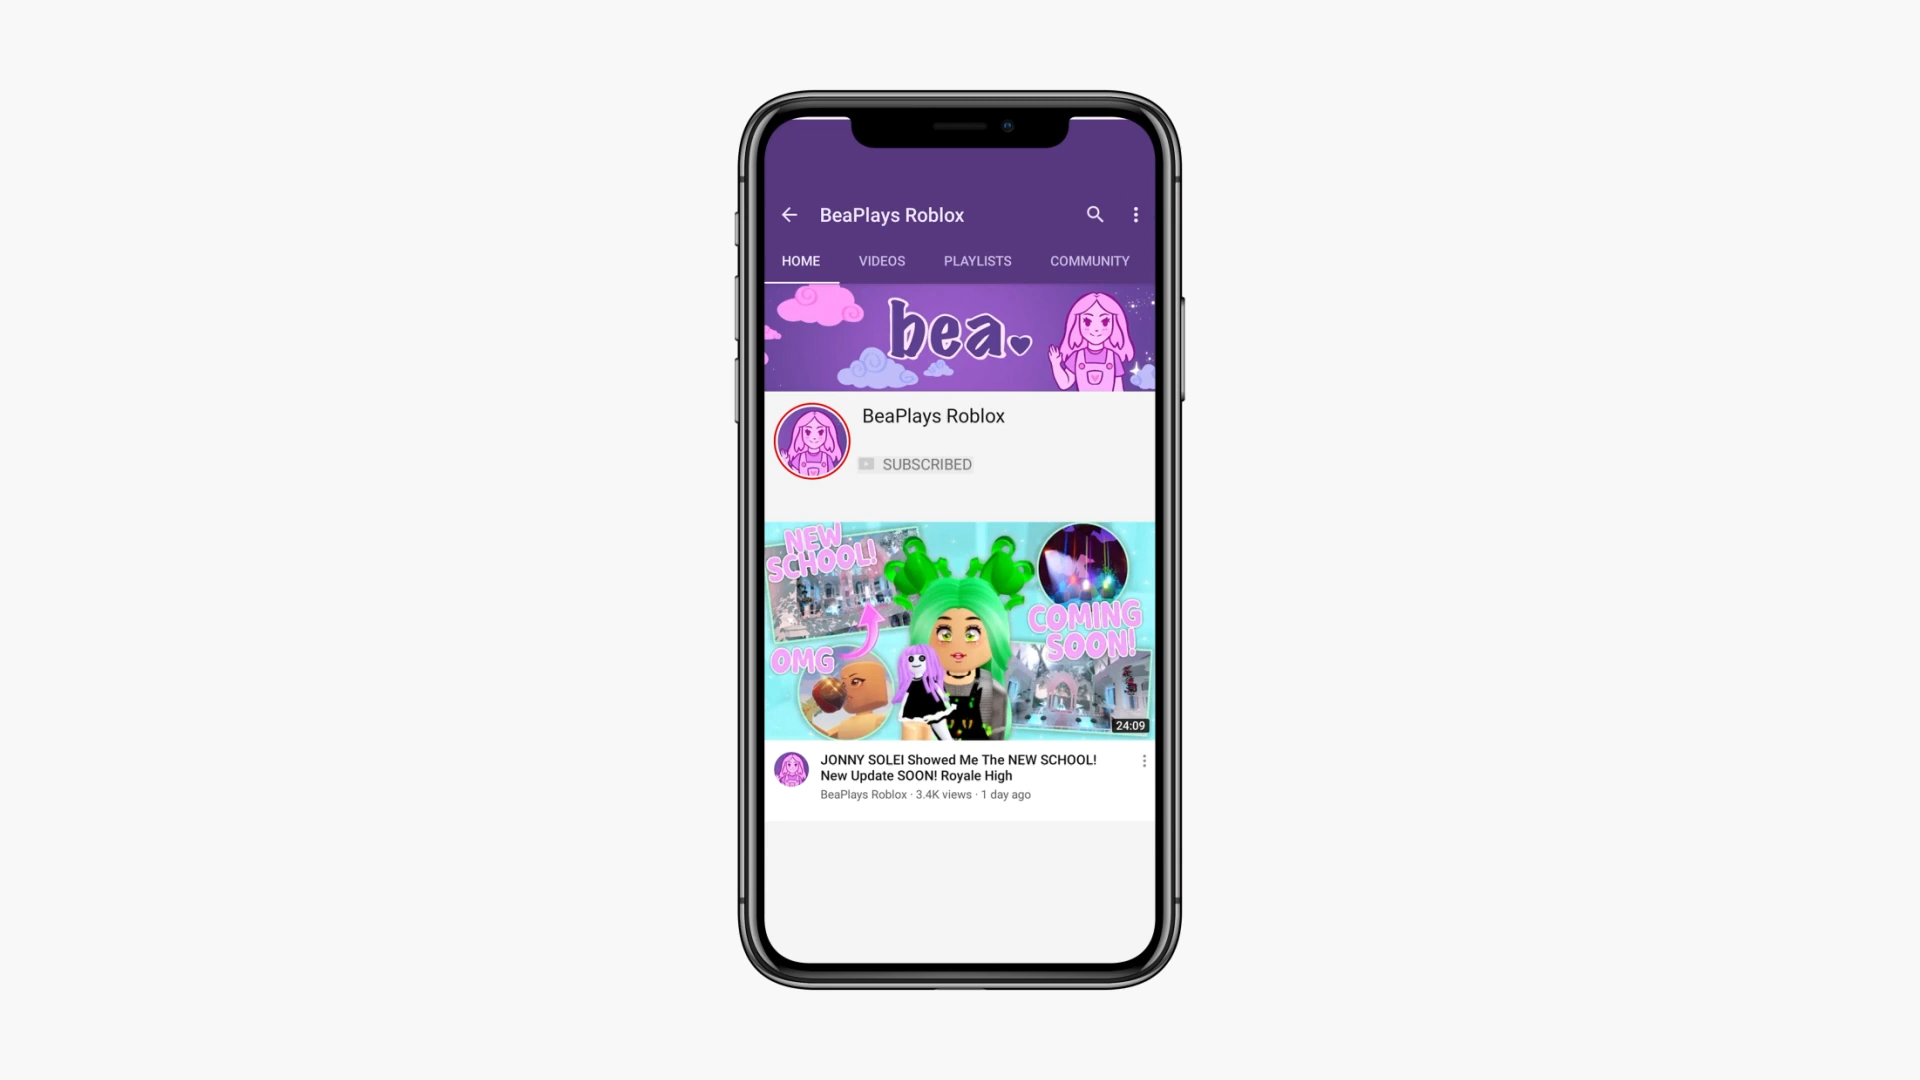 BeaPlays Roblox
HOME VIDEOS PLAYLISTS COMMUNITY
bea
BeaPlays Roblox
SUBSCRIBED
NEW
SCHOOL!
COMING
SOON!
OMG
24:09
JONNY SOLEI Showed Me The NEW SCHOOL!
New Update SOON! Royale High
BeaPlays Roblox · 3.4K views · 1 day ago